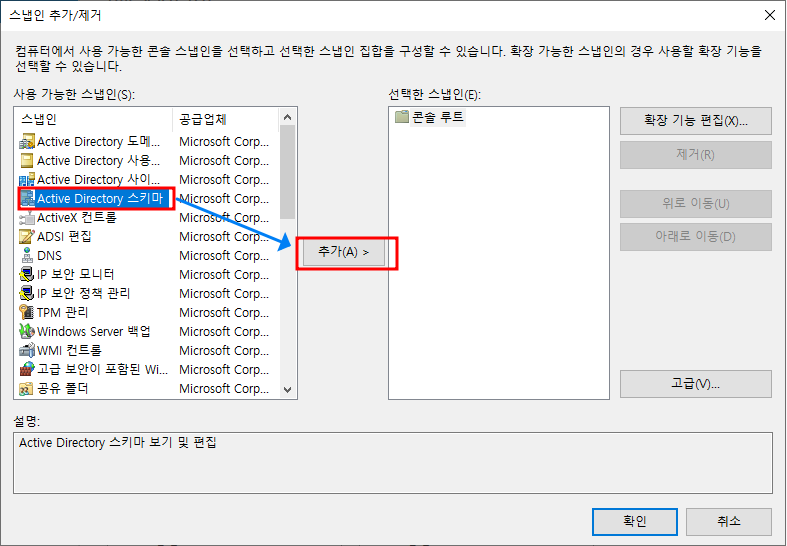 스냅인 추가/제거
컴퓨터에서 사용 가능한 콘솔 스냅인을 선택하고 선택한 스냅인 집합을 구성할 수 있습니다. 확장 가능한 스냅인의 경우 사용할 확장 기능을
선택할 수 있습니다.
사용 가능한 스냅인(S):
스냅인 공급업체
Active Directory 도메... Microsoft Corp...
Active Directory 사용... Microsoft Corp...
Active Directory 사이... Microsoft Corp...
Active Directory 스키마 Microsoft Corp...
ActiveX 컨트롤 Microsoft Corp...
ADSI 편집 Microsoft Corp...
DNS Microsoft Corp...
IP 보안 모니터 Microsoft Corp...
IP 보안 정책 관리 Microsoft Corp...
TPM 관리 Microsoft Corp...
Windows Server 백업 Microsoft Corp...
WMI 컨트롤 Microsoft Corp...
고급 보안이 포함된 Wi... Microsoft Corp...
공유 폴더 Microsoft Corp...
추가(A) >
선택한 스냅인(E):
콘솔 루트
확장 기능 편집(X)...
제거(R)
위로 이동(U)
아래로 이동(D)
고급(V)...
설명:
Active Directory 스키마 보기 및 편집
확인
취소